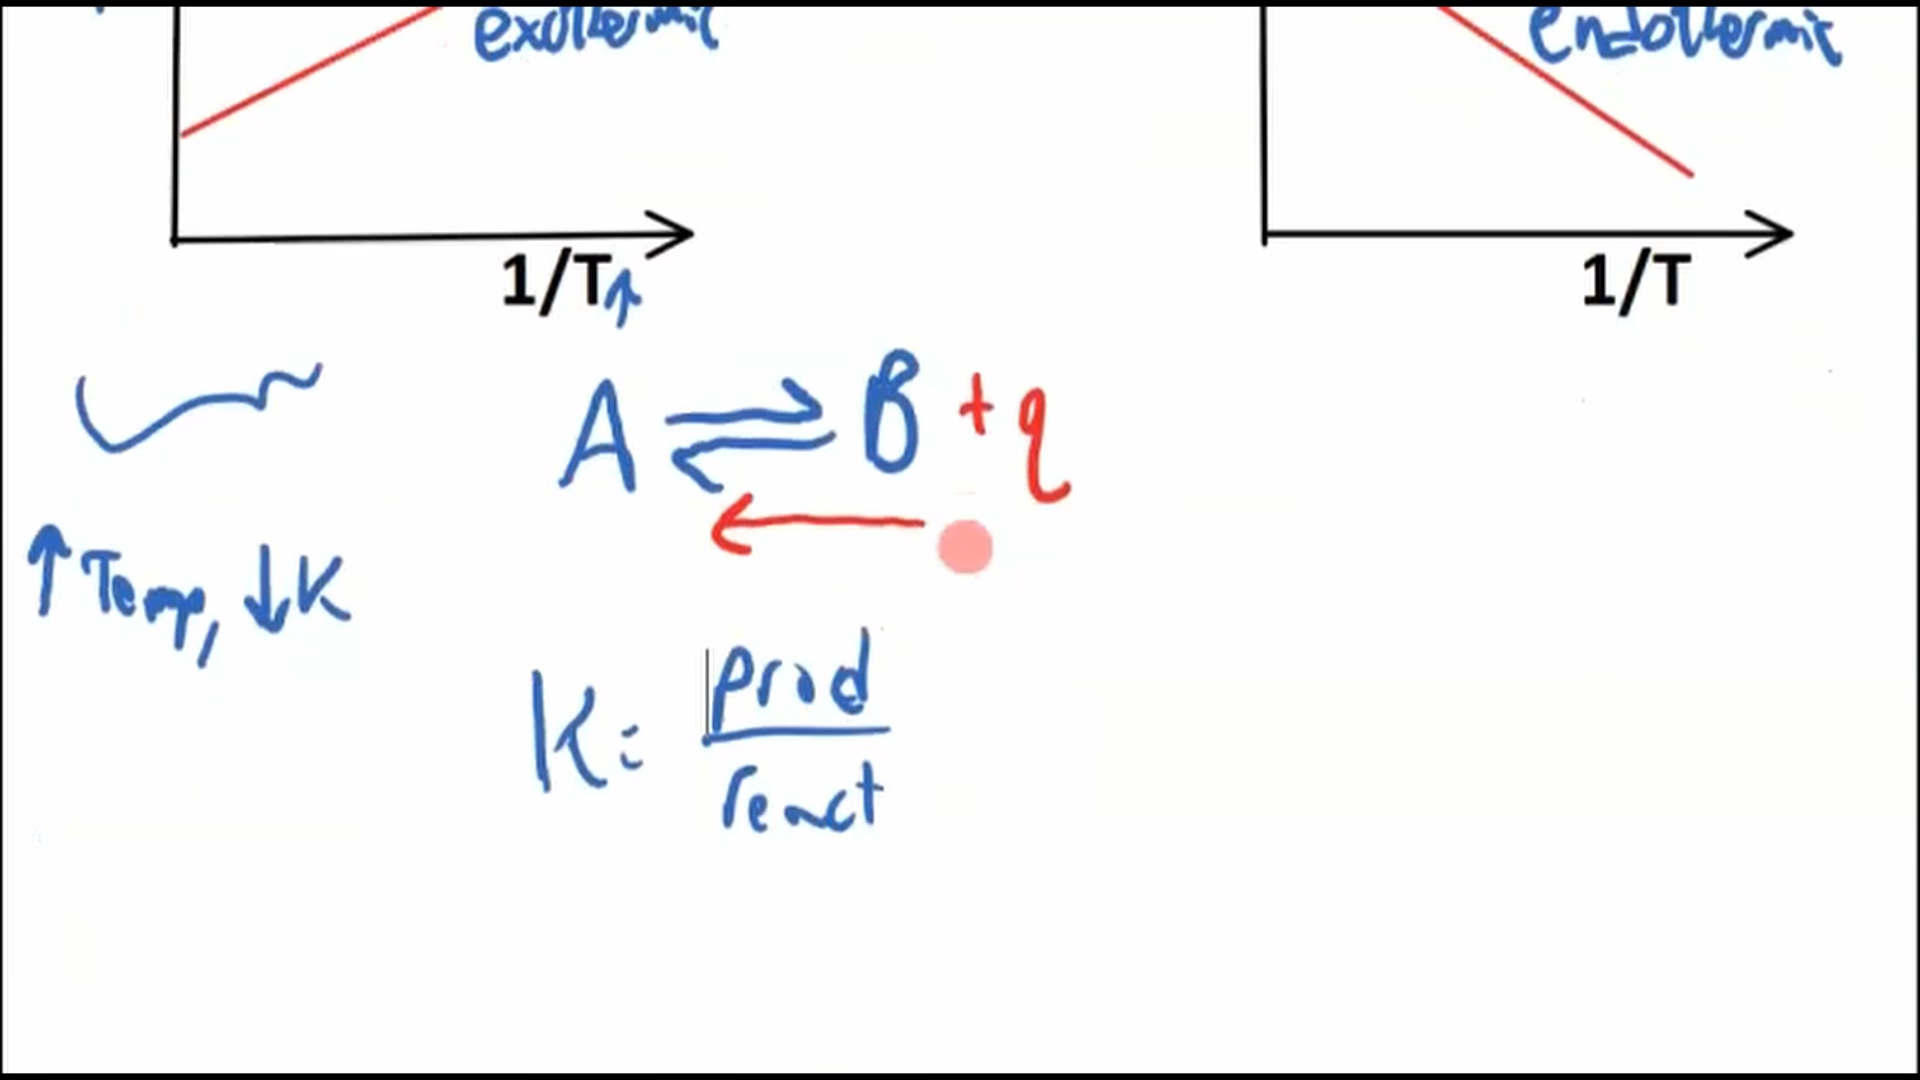 exothermic
endothermic
1/T↑
1/T
A ⇌ B + q
←
↑ Temp, ↓K
K = prod
react